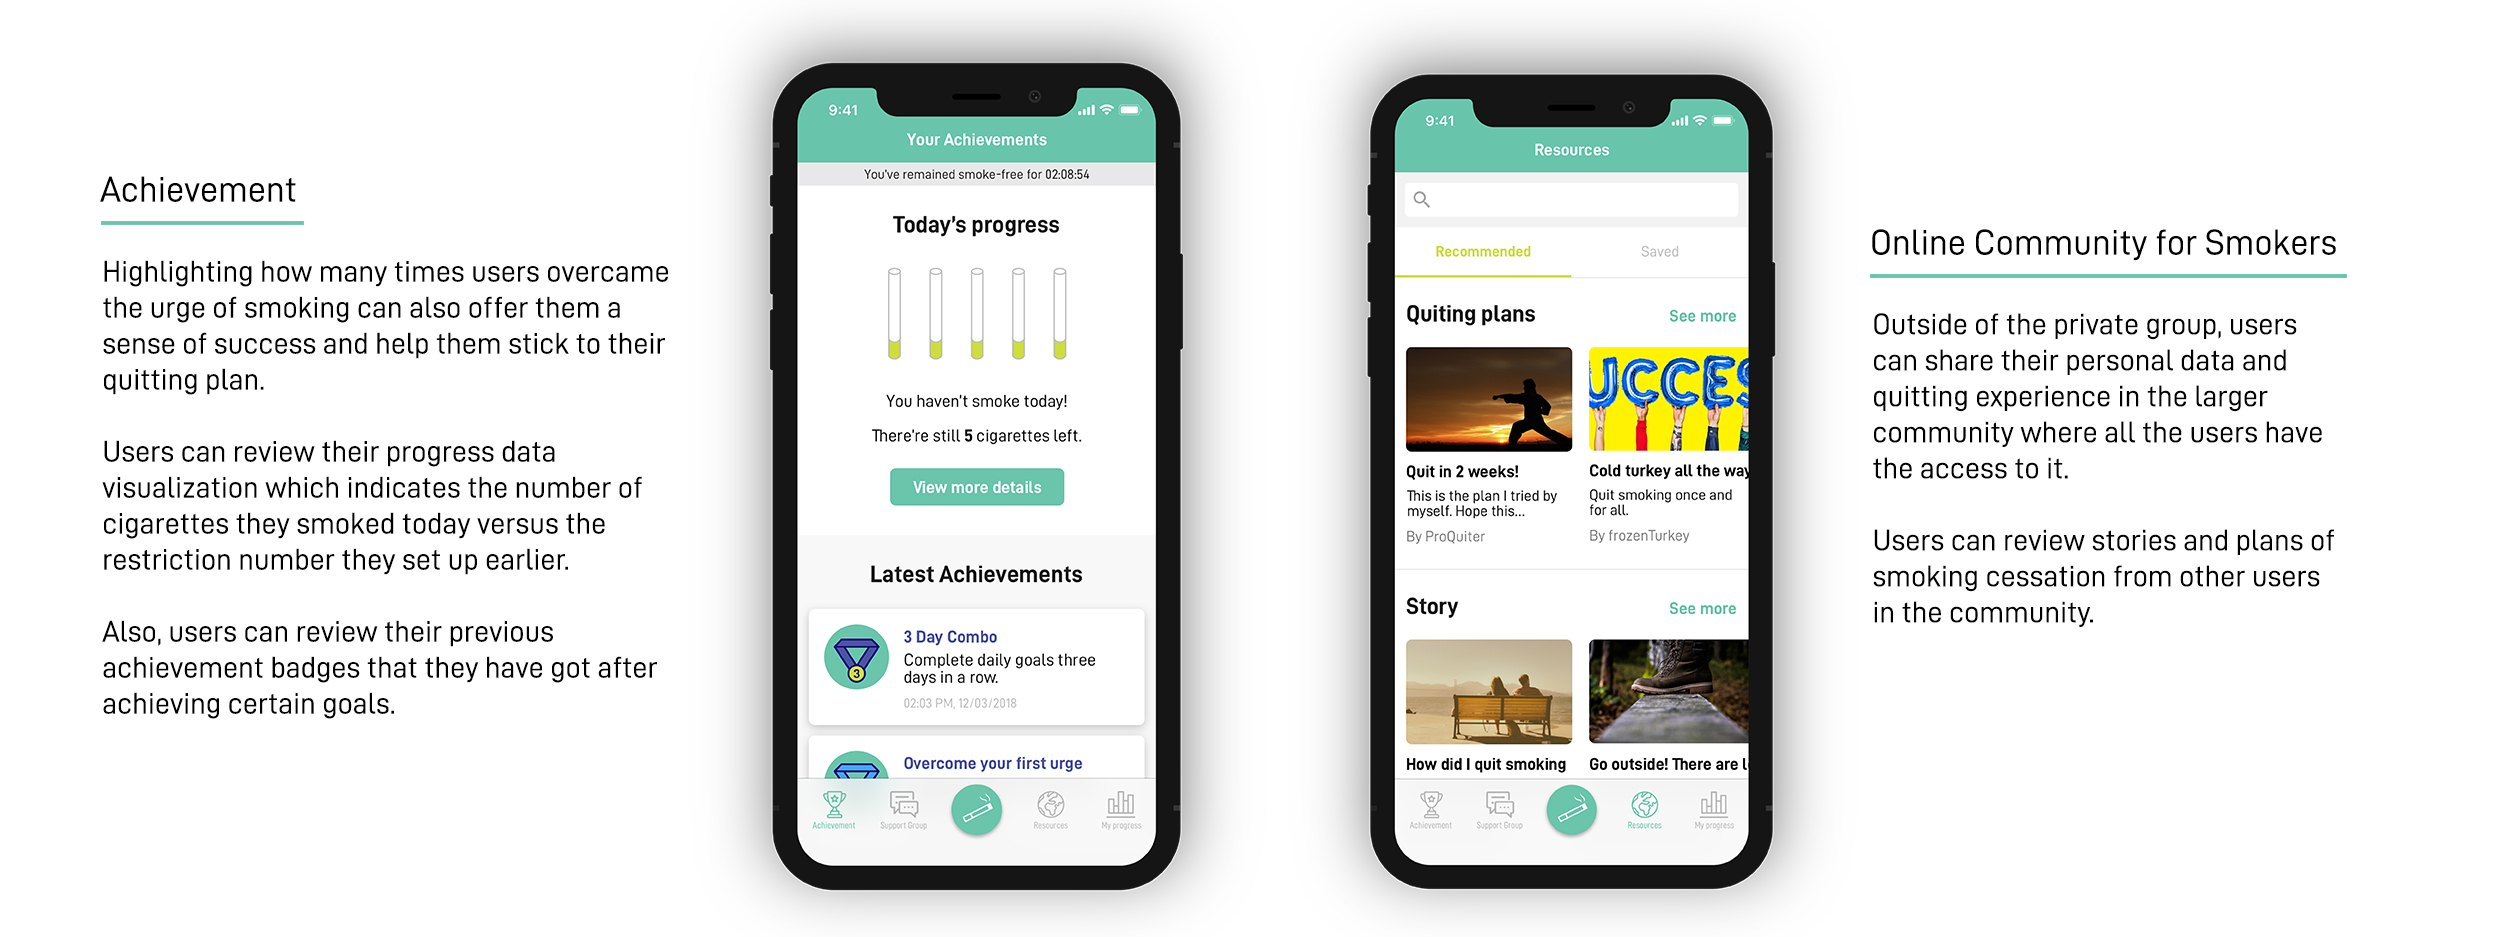 Achievement
Highlighting how many times users overcame
the urge of smoking can also offer them a
sense of success and help them stick to their
quitting plan.
Users can review their progress data
visualization which indicates the number of
cigarettes they smoked today versus the
restriction number they set up earlier.
Also, users can review their previous
achievement badges that they have got after
achieving certain goals.
9:41
Your Achievements
You've remained smoke-free for 02:08:54
Today's progress
You haven't smoke today!
There're still 5 cigarettes left.
View more details
Latest Achievements
3
3 Day Combo
Complete daily goals three
days in a row.
02:03 PM, 12/03/2018
Overcome your first urge
Achievement
Support Group
Resources
My progress
9:41
Resources
Recommended
Saved
Quiting plans
See more
UCCES
Quit in 2 weeks!
This is the plan I tried by
myself. Hope this...
By ProQuiter
Cold turkey all the way
Quit smoking once and
for all.
By frozenTurkey
Story
See more
How did I quit smoking
Go outside! There are l
Achievement
Support Group
Resources
My progress
Online Community for Smokers
Outside of the private group, users
can share their personal data and
quitting experience in the larger
community where all the users have
the access to it.
Users can review stories and plans of
smoking cessation from other users
in the community.